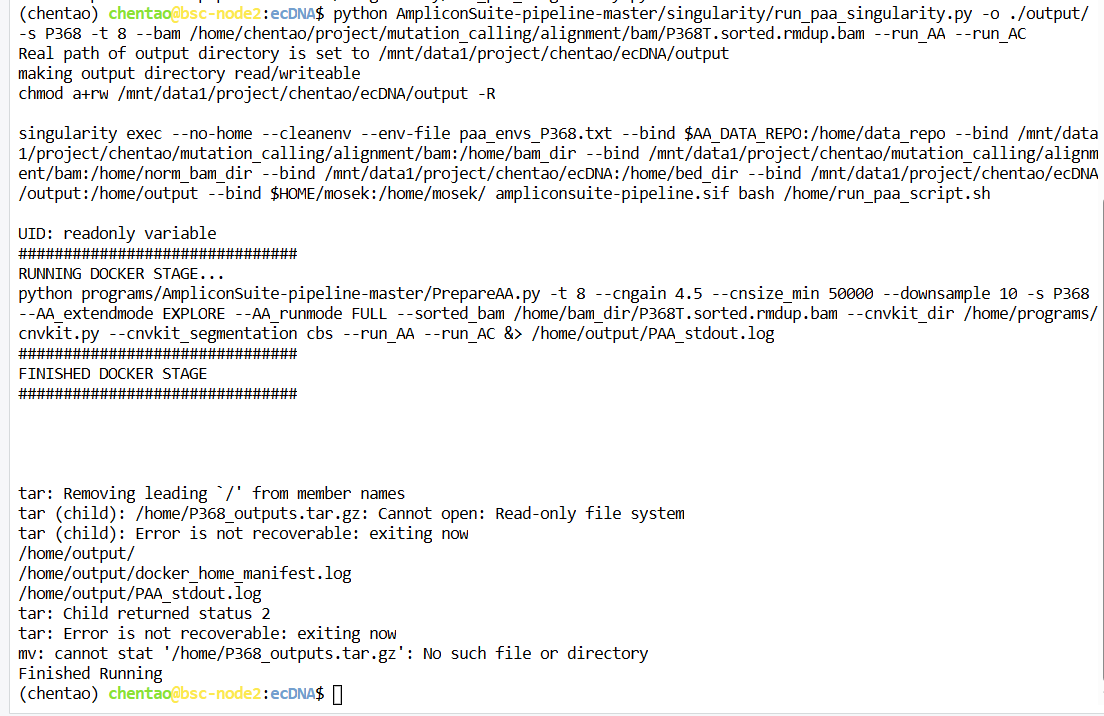 (chentao) chentao@bsc-node2:ecDNA$ python AmpliconSuite-pipeline-master/singularity/run_paa_singularity.py -o ./output/
-s P368 -t 8 --bam /home/chentao/project/mutation_calling/alignment/bam/P368T.sorted.rmdup.bam --run_AA --run_AC
Real path of output directory is set to /mnt/data1/project/chentao/ecDNA/output
making output directory read/writeable
chmod a+rw /mnt/data1/project/chentao/ecDNA/output -R
singularity exec --no-home --cleanenv --env-file paa_envs_P368.txt --bind $AA_DATA_REPO:/home/data_repo --bind /mnt/data
1/project/chentao/mutation_calling/alignment/bam:/home/bam_dir --bind /mnt/data1/project/chentao/mutation_calling/alignm
ent/bam:/home/norm_bam_dir --bind /mnt/data1/project/chentao/ecDNA:/home/bed_dir --bind /mnt/data1/project/chentao/ecDNA
/output:/home/output --bind $HOME/mosek:/home/mosek/ ampliconsuite-pipeline.sif bash /home/run_paa_script.sh
UID: readonly variable
###############################
RUNNING DOCKER STAGE...
python programs/AmpliconSuite-pipeline-master/PrepareAA.py -t 8 --cngain 4.5 --cnsize_min 50000 --downsample 10 -s P368
--AA_extendmode EXPLORE --AA_runmode FULL --sorted_bam /home/bam_dir/P368T.sorted.rmdup.bam --cnvkit_dir /home/programs/
cnvkit.py --cnvkit_segmentation cbs --run_AA --run_AC &> /home/output/PAA_stdout.log
###############################
FINISHED DOCKER STAGE
###############################
tar: Removing leading `/' from member names
tar (child): /home/P368_outputs.tar.gz: Cannot open: Read-only file system
tar (child): Error is not recoverable: exiting now
/home/output/
/home/output/docker_home_manifest.log
/home/output/PAA_stdout.log
tar: Child returned status 2
tar: Error is not recoverable: exiting now
mv: cannot stat '/home/P368_outputs.tar.gz': No such file or directory
Finished Running
(chentao) chentao@bsc-node2:ecDNA$